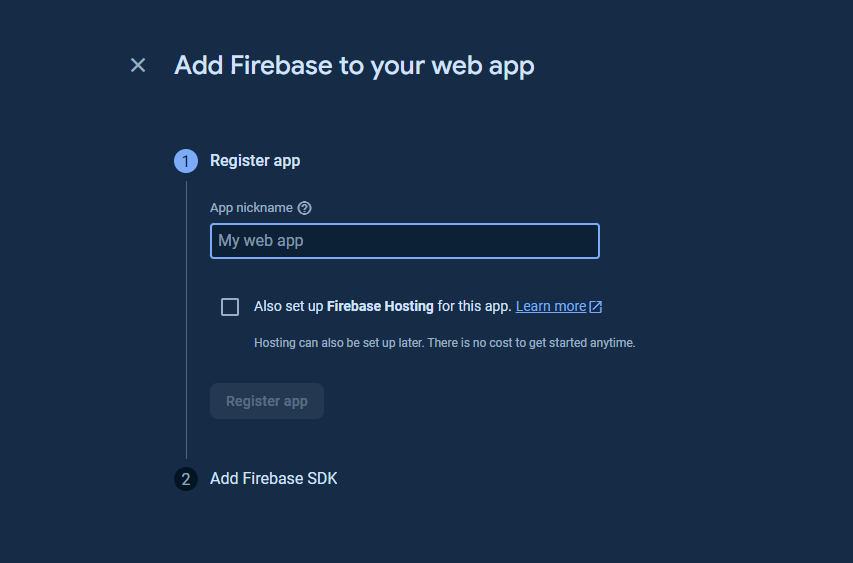 Add Firebase to your web app
1 Register app
App nickname
My web app
Also set up Firebase Hosting for this app. Learn more
Hosting can also be set up later. There is no cost to get started anytime.
Register app
2 Add Firebase SDK